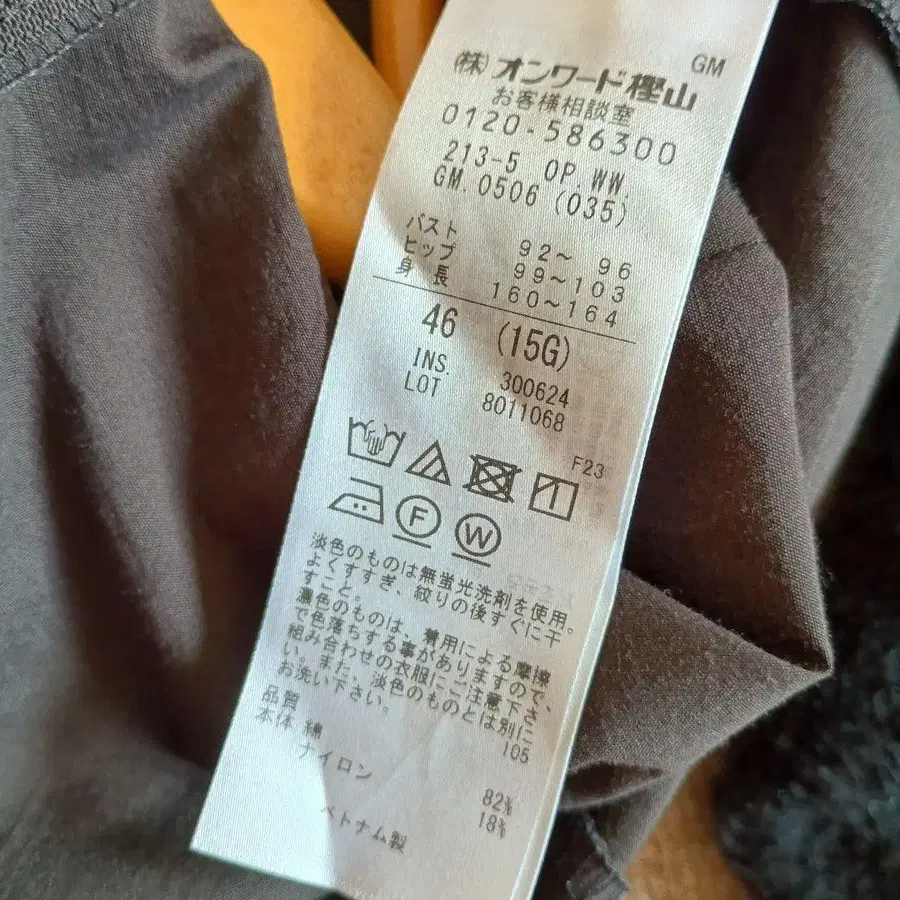 GM
(株)オンワード樫山
お客様相談室
0120-586300
213-5 OP.WW.
GM.0506 (035)
バスト 92～ 96
ヒップ 99～103
身長 160～164
46 (15G)
INS. 300624
LOT 8011068
F23
F W
淡色のものは無蛍光洗剤を使用。
よくすすぎ、絞りの後すぐに干
すこと。
濃色のものは、着用による摩擦
で色落ちする事がありますので、
組み合わせの衣服にご注意下さ
い。また、淡色のものとは別に
お洗い下さい。 105
品質
本体 綿 82%
ナイロン 18%
ベトナム製